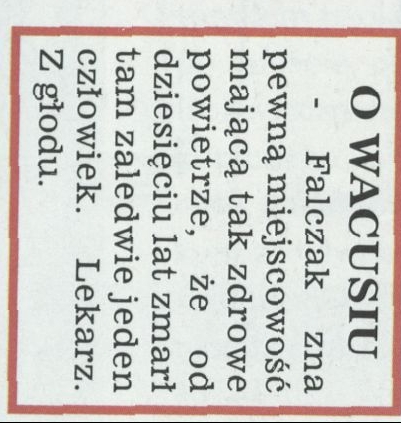 O WACUSIU
- Falczak zna
pewną miejscowość
mającą tak zdrowe
powietrze, że od
dziesięciu lat zmarł
tam zaledwie jeden
człowiek. Lekarz.
Z głodu.